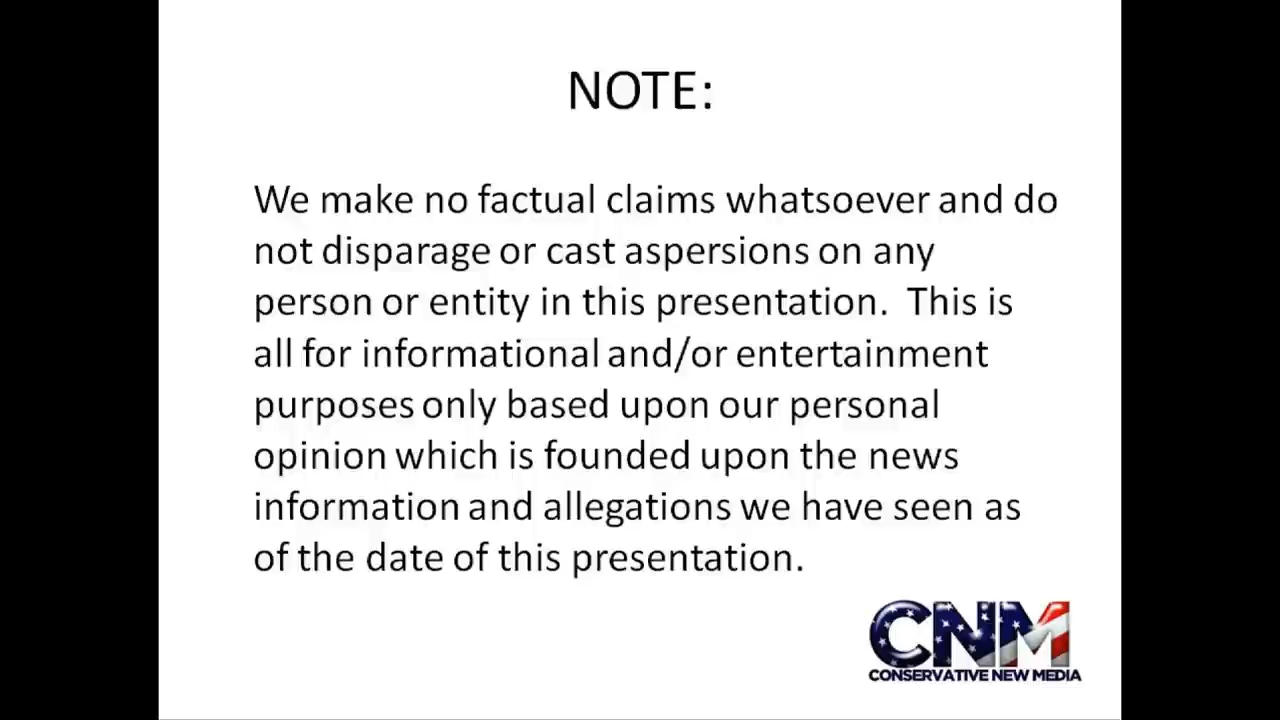 NOTE:
We make no factual claims whatsoever and do
not disparage or cast aspersions on any
person or entity in this presentation.  This is
all for informational and/or entertainment
purposes only based upon our personal
opinion which is founded upon the news
information and allegations we have seen as
of the date of this presentation.
CNM
CONSERVATIVE NEW MEDIA